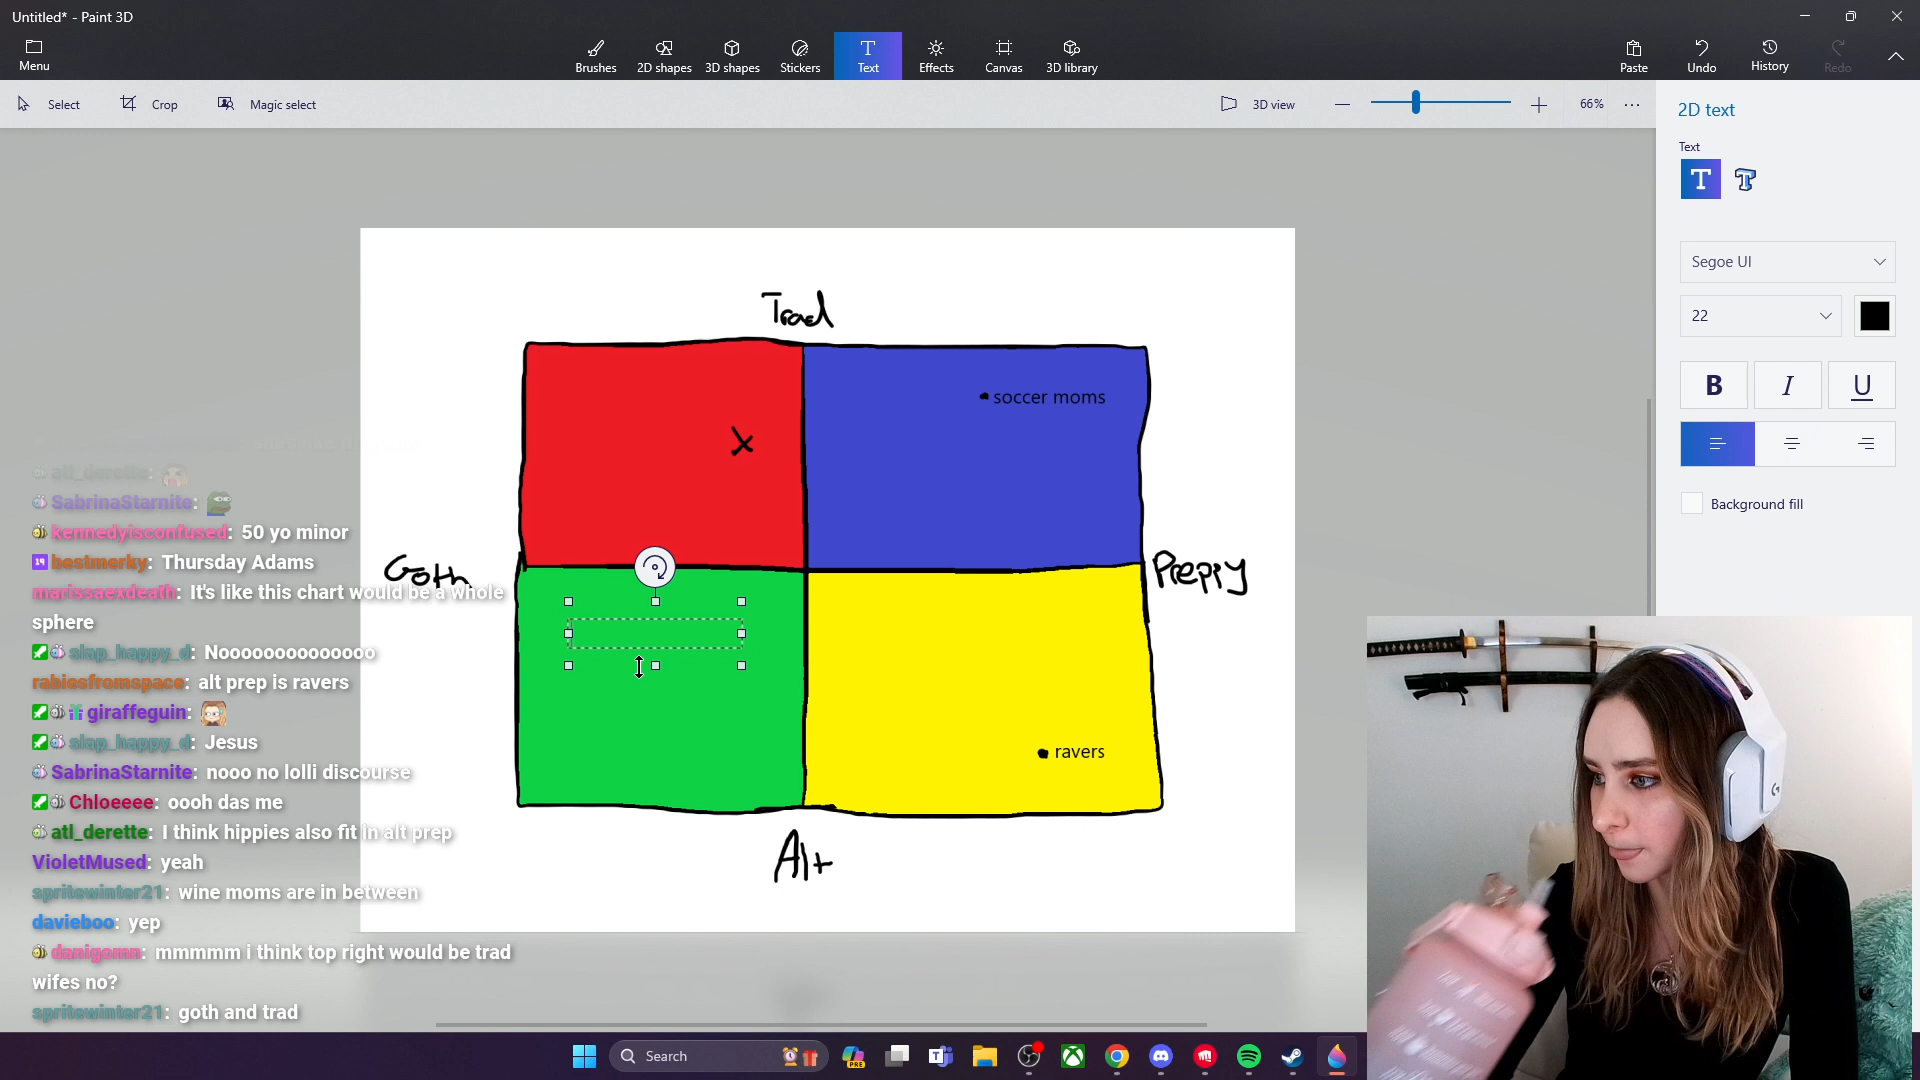 Untitled* - Paint 3D
Menu
Brushes
2D shapes
3D shapes
Stickers
Text
Effects
Canvas
3D library
Paste
Undo
History
Redo
Select
Crop
Magic select
3D view
66%
2D text
Text
Segoe UI
22
B
I
U
Background fill
Trad
soccer moms
X
Goth
Preppy
ravers
Alt
atl_derette:
SabrinaStarnite:
kennedyisconfused: 50 yo minor
bestmerky: Thursday Adams
marissaexdeath: It's like this chart would be a whole
sphere
slap_happy_d: Noooooooooooooo
rabiesfromspace: alt prep is ravers
giraffeguin:
slap_happy_d: Jesus
SabrinaStarnite: nooo no lolli discourse
Chloeeee: oooh das me
atl_derette: I think hippies also fit in alt prep
VioletMused: yeah
spritewinter21: wine moms are in between
davieboo: yep
danigomn: mmmmm i think top right would be trad
wifes no?
spritewinter21: goth and trad
Search
PRE